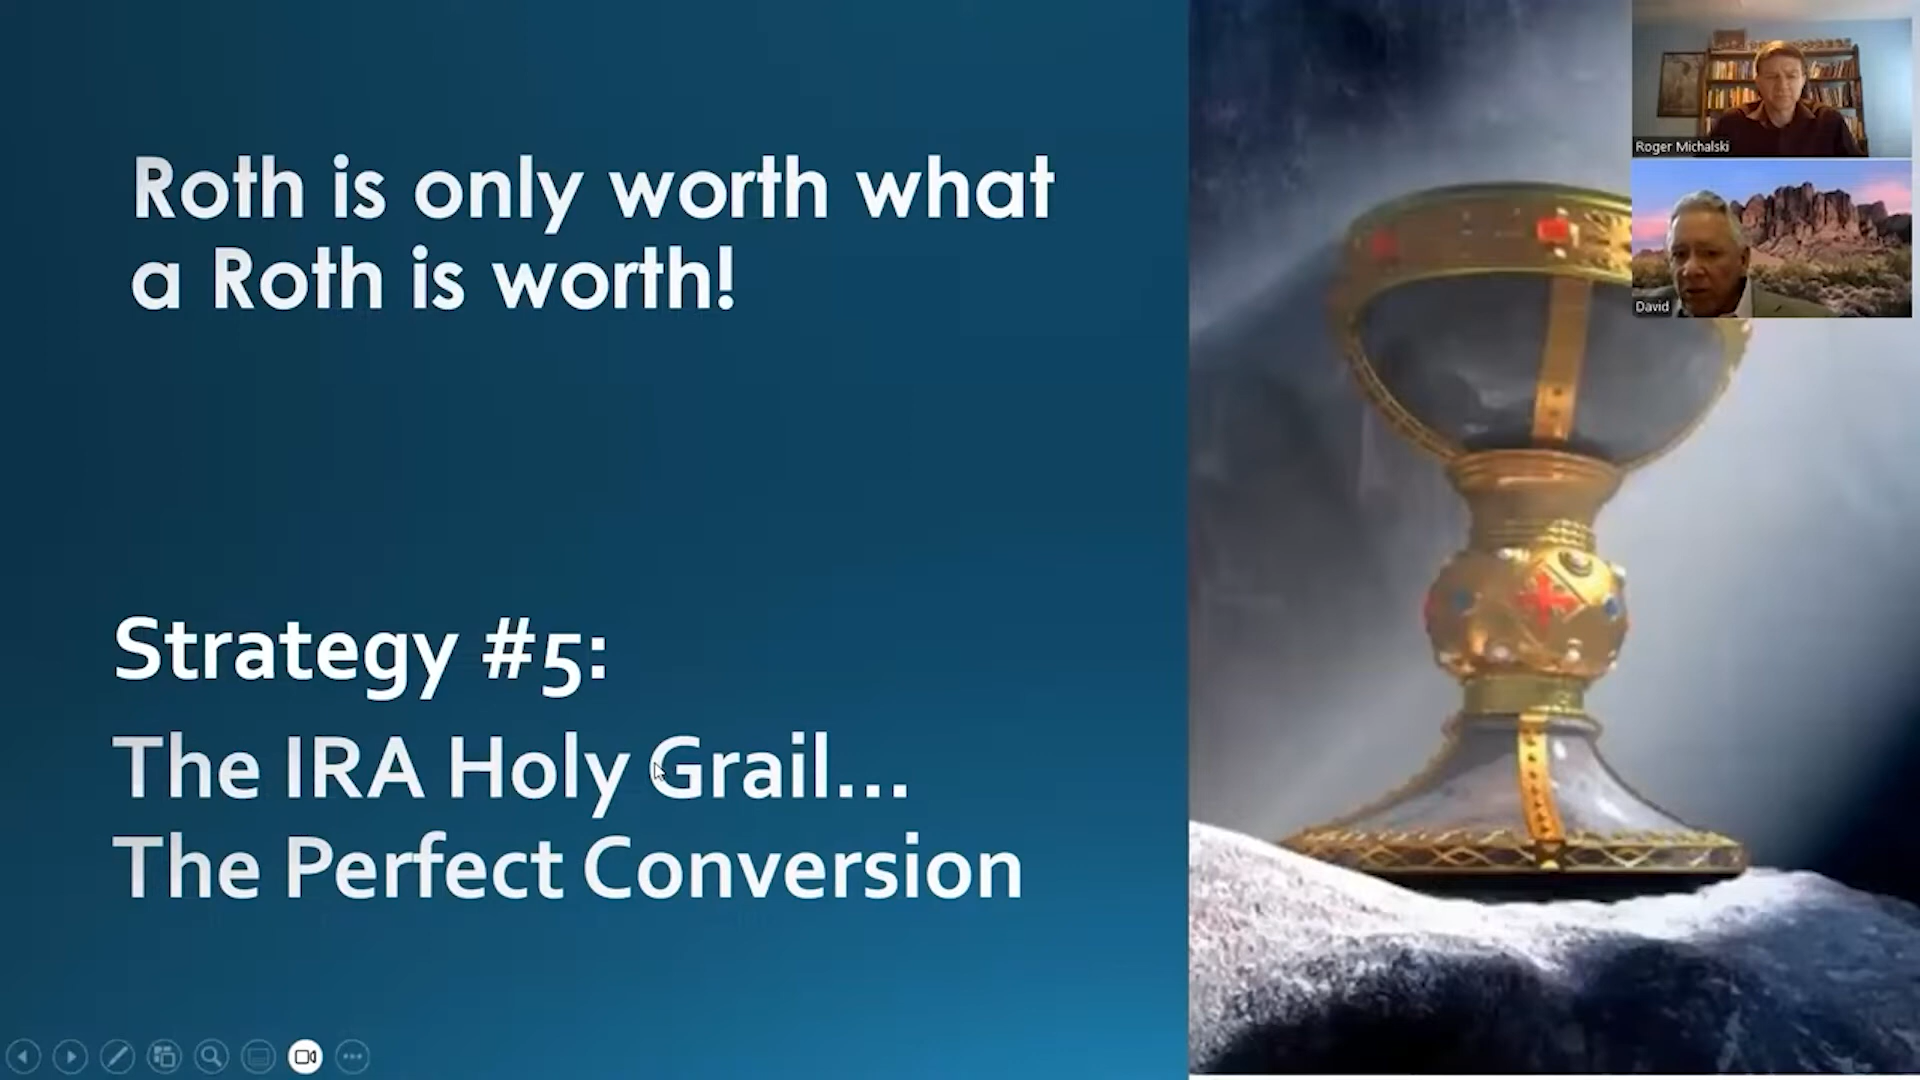 Roth is only worth what
a Roth is worth!
Strategy #5:
The IRA Holy Grail...
The Perfect Conversion
Roger Michalski
David